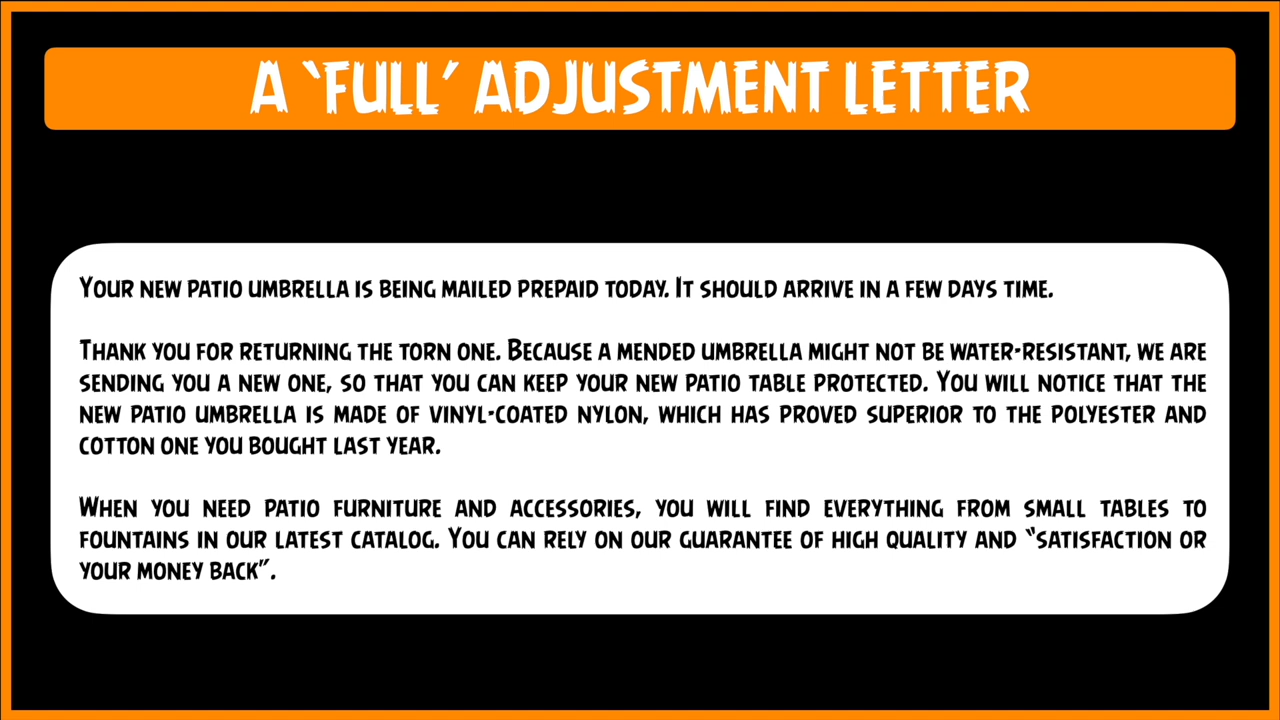 A ‘FULL’ ADJUSTMENT LETTER
Your new patio umbrella is being mailed prepaid today. It should arrive in a few days time.
Thank you for returning the torn one. Because a mended umbrella might not be water-resistant, we are
sending you a new one, so that you can keep your new patio table protected. You will notice that the
new patio umbrella is made of vinyl-coated nylon, which has proved superior to the polyester and
cotton one you bought last year.
When you need patio furniture and accessories, you will find everything from small tables to
fountains in our latest catalog. You can rely on our guarantee of high quality and “satisfaction or
your money back”.